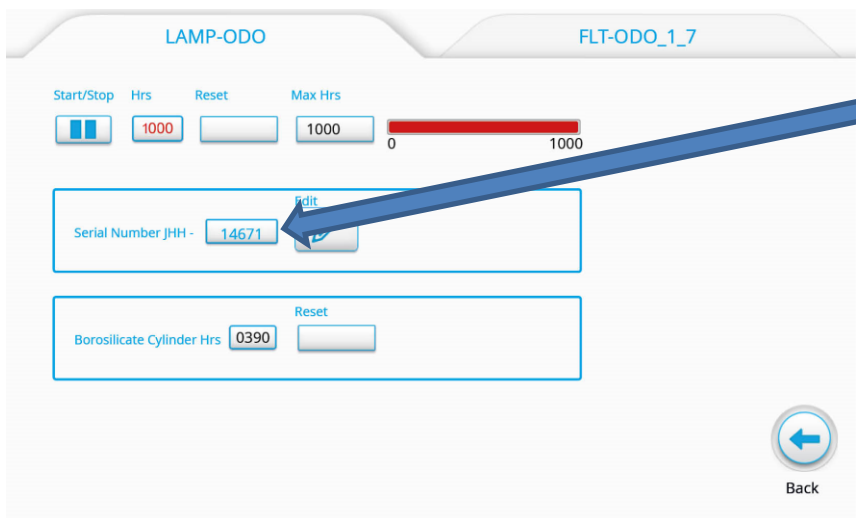 LAMP-ODO FLT-ODO_1_7
Start/Stop Hrs Reset Max Hrs
1000 1000
0 1000
Edit
Serial Number JHH - 14671
Reset
Borosilicate Cylinder Hrs 0390
Back